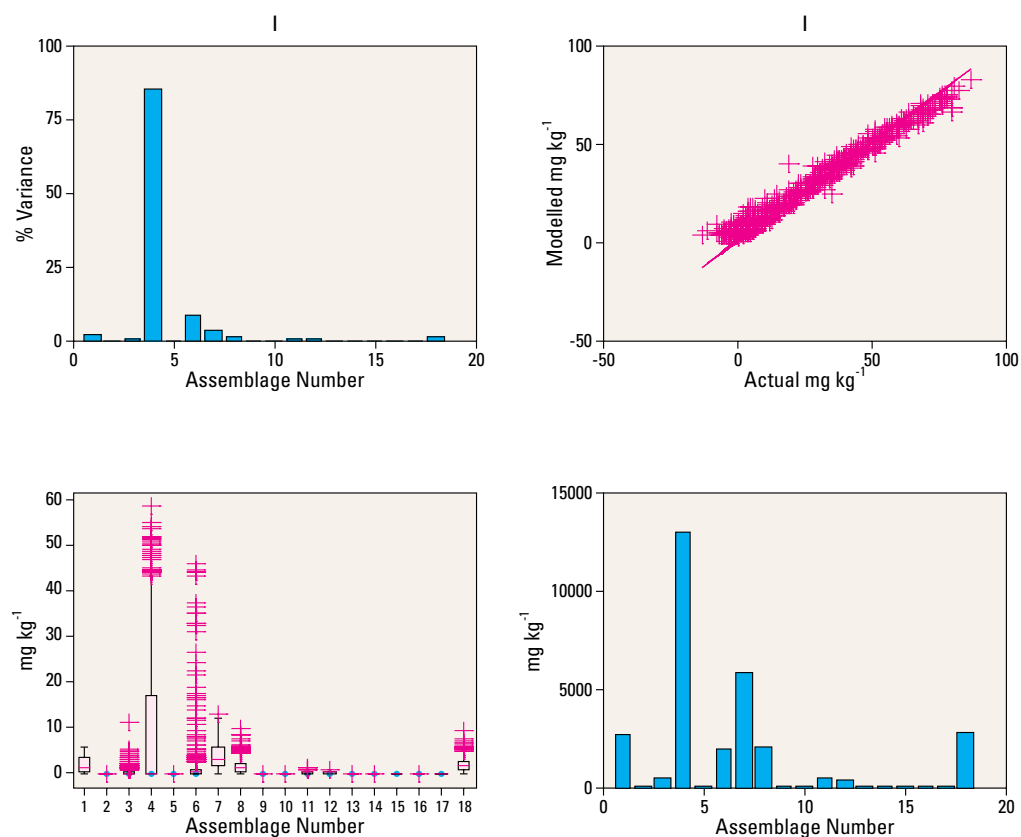 I
100
75
50
25
0
% Variance
0 5 10 15 20
Assemblage Number
I
100
50
0
-50
Modelled mg kg⁻¹
-50 0 50 100
Actual mg kg⁻¹
60
50
40
30
20
10
0
mg kg⁻¹
1 2 3 4 5 6 7 8 9 10 11 12 13 14 15 16 17 18
Assemblage Number
15000
10000
5000
0
mg kg⁻¹
0 5 10 15 20
Assemblage Number